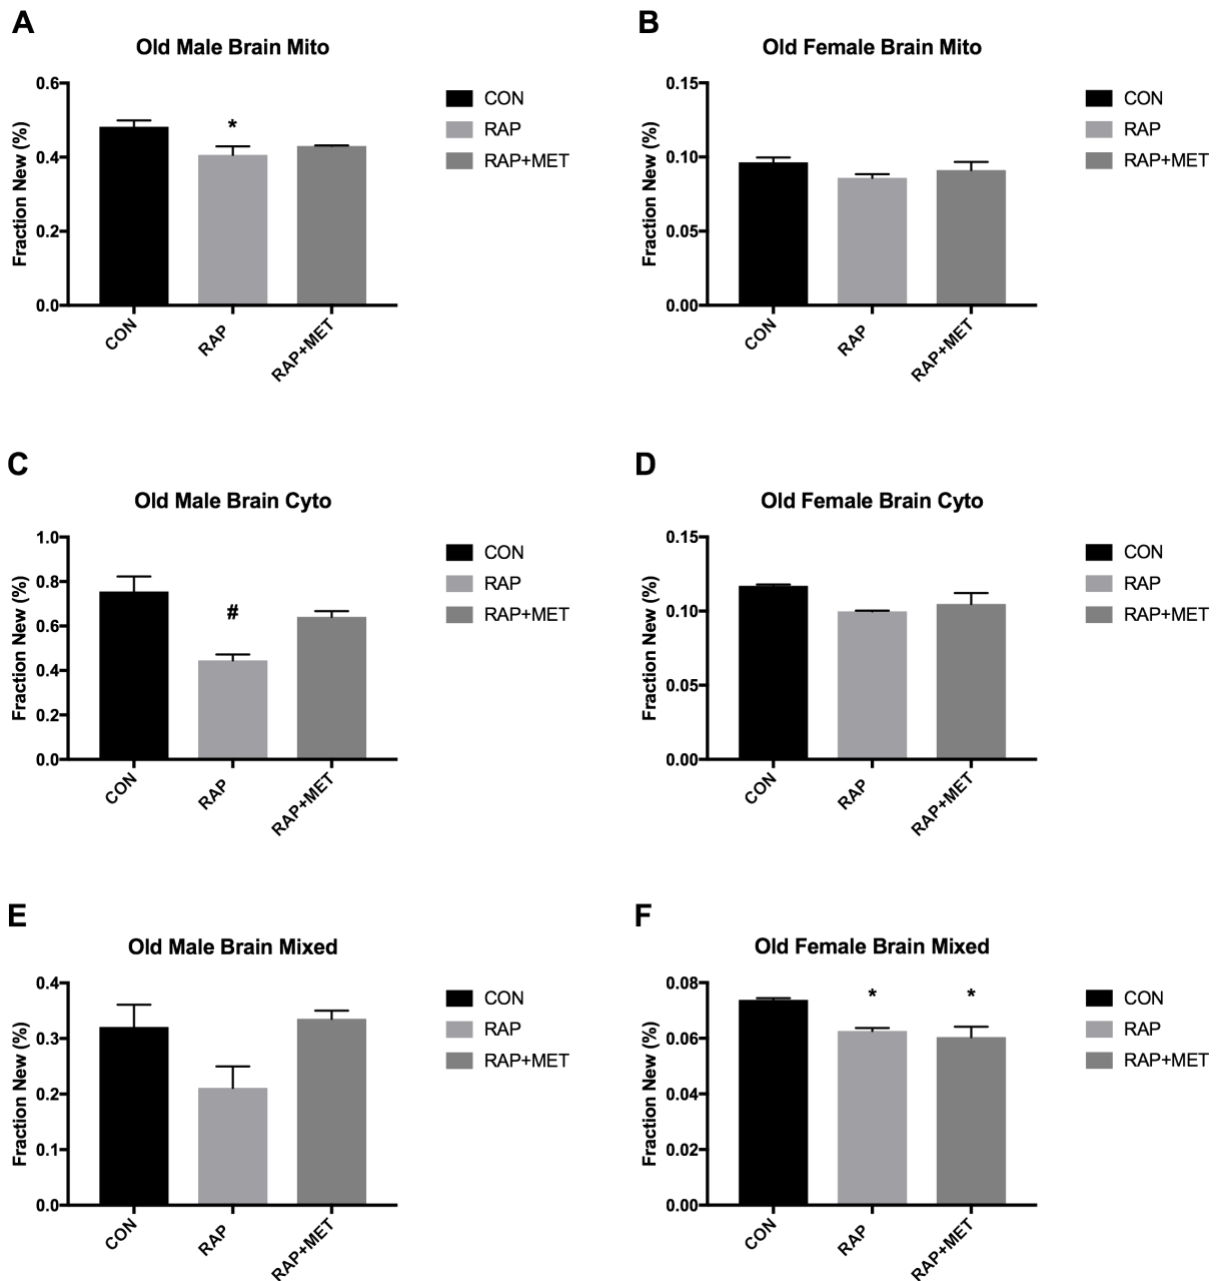 A
Old Male Brain Mito
Fraction New (%)
0.6
0.4
0.2
0.0
*
CON
RAP
RAP+MET
CON
RAP
RAP+MET
B
Old Female Brain Mito
Fraction New (%)
0.15
0.10
0.05
0.00
CON
RAP
RAP+MET
CON
RAP
RAP+MET
C
Old Male Brain Cyto
Fraction New (%)
1.0
0.8
0.6
0.4
0.2
0.0
#
CON
RAP
RAP+MET
CON
RAP
RAP+MET
D
Old Female Brain Cyto
Fraction New (%)
0.15
0.10
0.05
0.00
CON
RAP
RAP+MET
CON
RAP
RAP+MET
E
Old Male Brain Mixed
Fraction New (%)
0.4
0.3
0.2
0.1
0.0
CON
RAP
RAP+MET
CON
RAP
RAP+MET
F
Old Female Brain Mixed
Fraction New (%)
0.08
0.06
0.04
0.02
0.00
* *
CON
RAP
RAP+MET
CON
RAP
RAP+MET